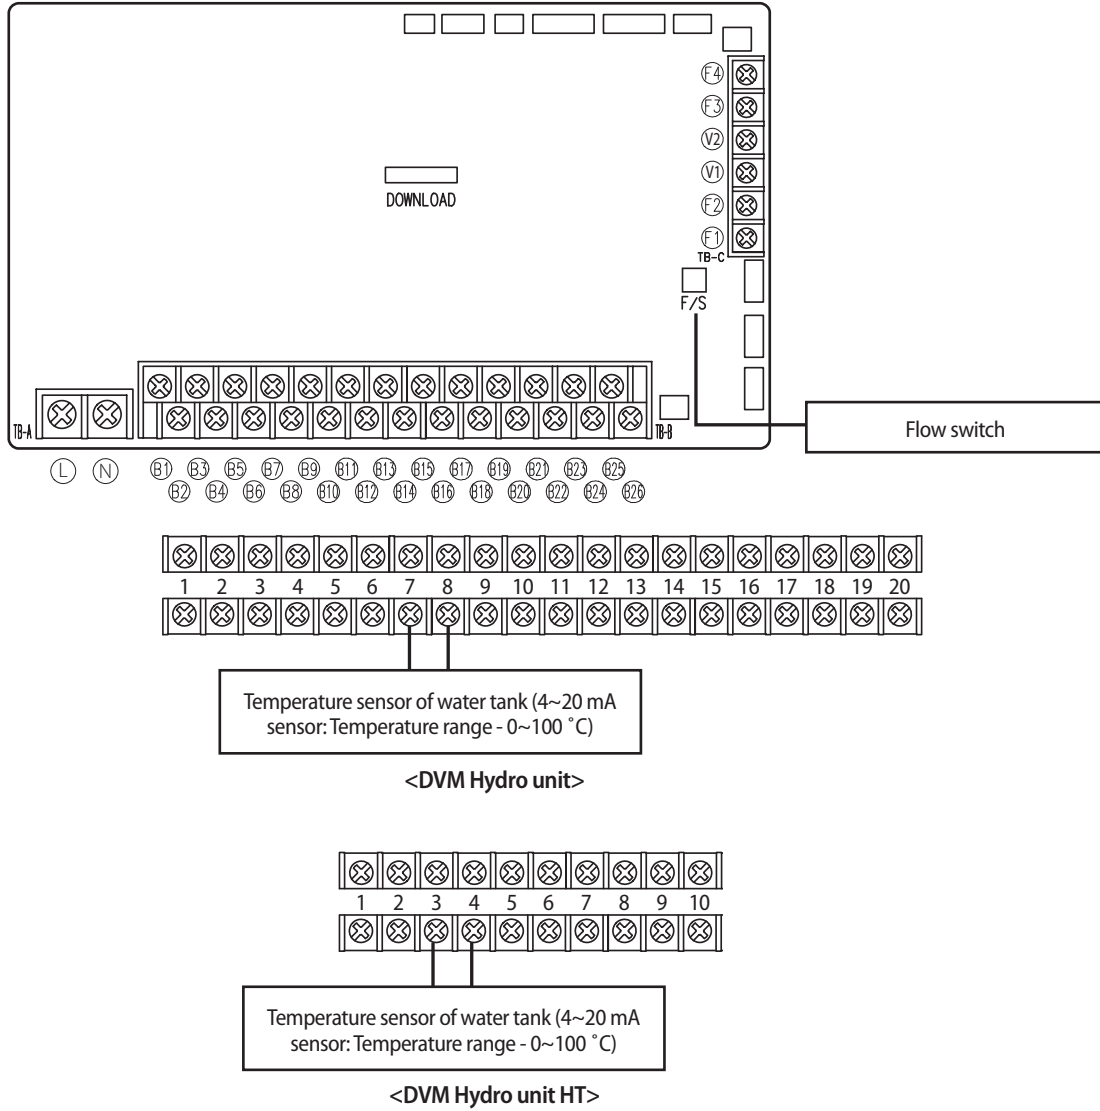 F4
F3
V2
DOWNLOAD
V1
F2
F1
TB-C
F/S
TB-A
TB-B
Flow switch
L N B1 B3 B5 B7 B9 B11 B13 B15 B17 B19 B21 B23 B25
B2 B4 B6 B8 B10 B12 B14 B16 B18 B20 B22 B24 B26
1 2 3 4 5 6 7 8 9 10 11 12 13 14 15 16 17 18 19 20
Temperature sensor of water tank (4~20 mA
sensor: Temperature range - 0~100 ˚C)
<DVM Hydro unit>
1 2 3 4 5 6 7 8 9 10
Temperature sensor of water tank (4~20 mA
sensor: Temperature range - 0~100 ˚C)
<DVM Hydro unit HT>